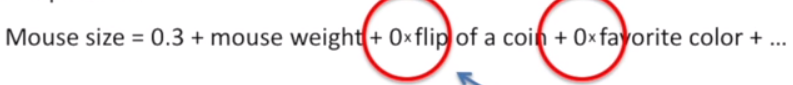 Mouse size = 0.3 + mouse weight + 0×flip of a coin + 0×favorite color + ...